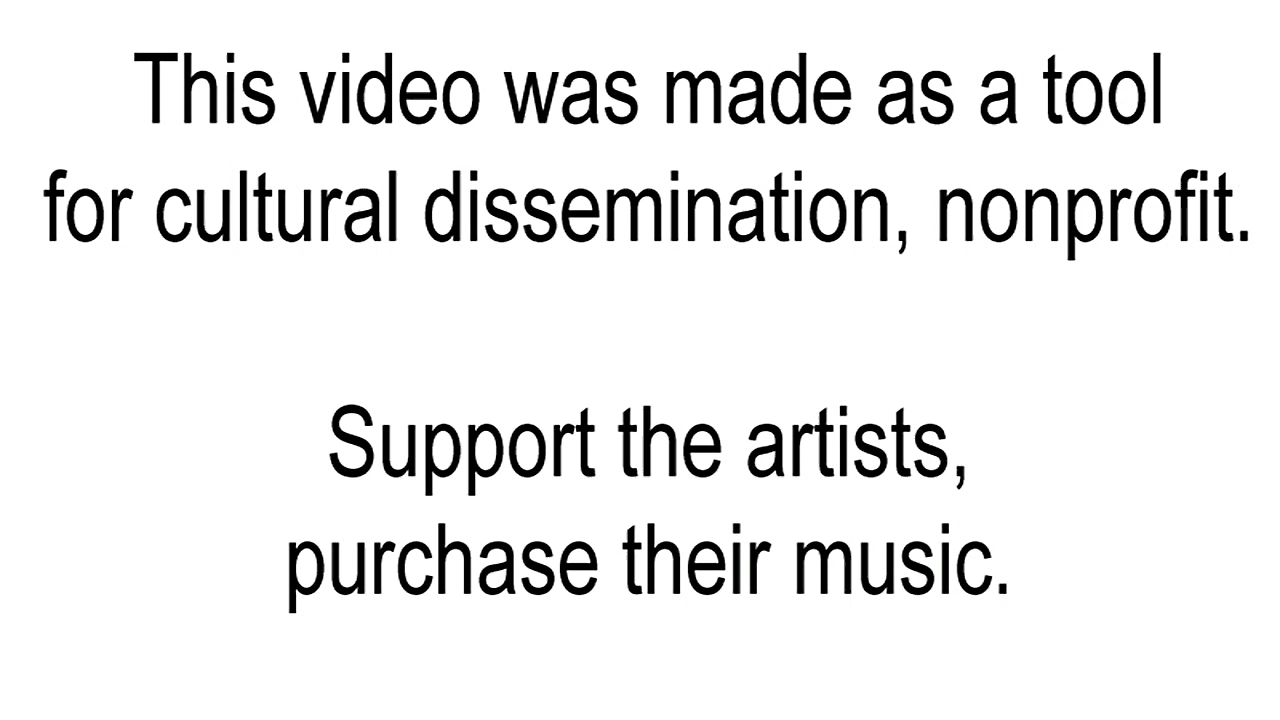 This video was made as a tool
for cultural dissemination, nonprofit.
Support the artists,
purchase their music.